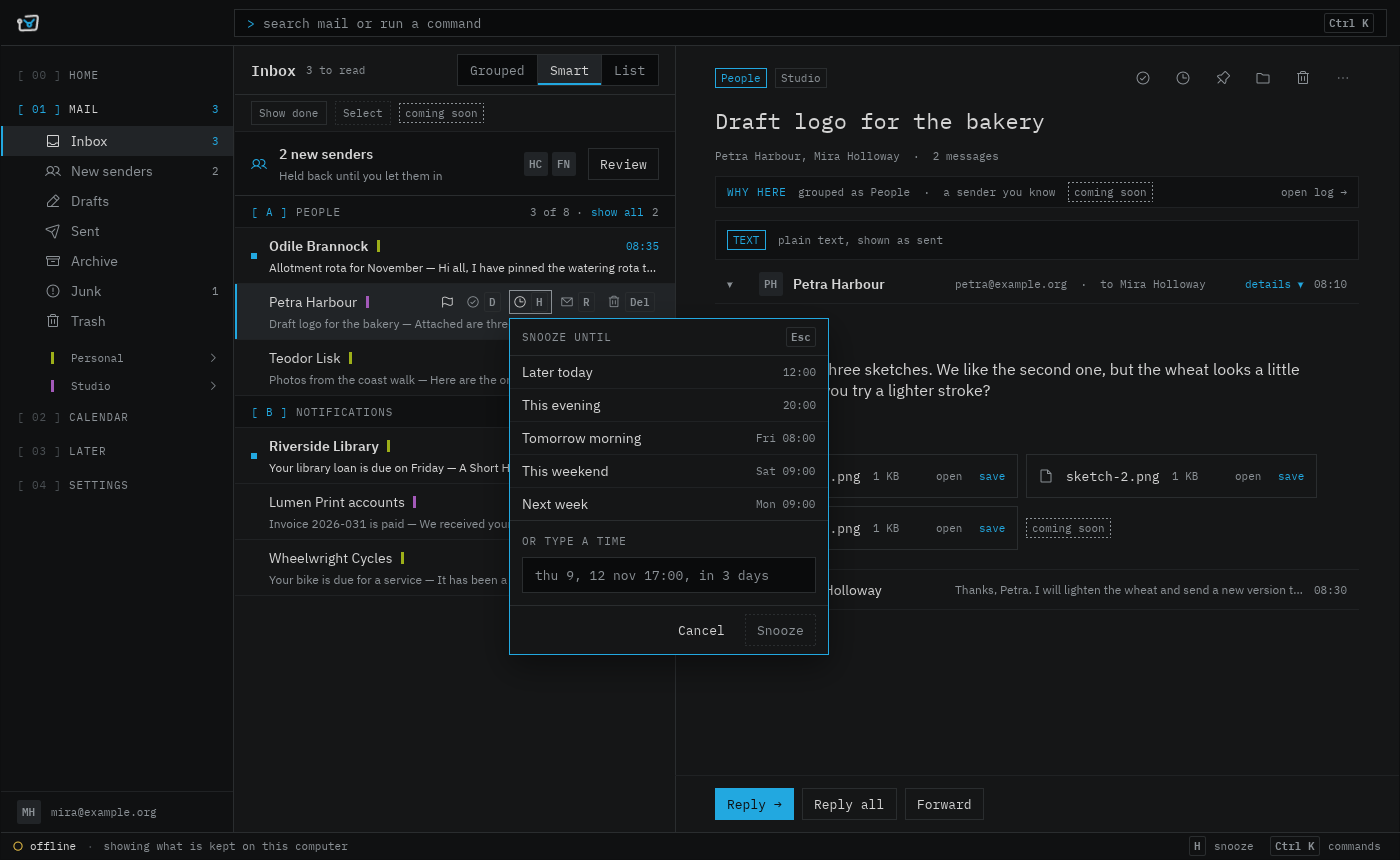 > search mail or run a command
Ctrl K
[ 00 ] HOME
[ 01 ] MAIL 3
Inbox 3
New senders 2
Drafts
Sent
Archive
Junk 1
Trash
Personal
Studio
[ 02 ] CALENDAR
[ 03 ] LATER
[ 04 ] SETTINGS
MH mira@example.org
Inbox 3 to read
Grouped Smart List
Show done Select coming soon
2 new senders
Held back until you let them in
HC FN Review
[ A ] PEOPLE 3 of 8 · show all 2
Odile Brannock 08:35
Allotment rota for November — Hi all, I have pinned the watering rota t…
Petra Harbour D H R Del
Draft logo for the bakery — Attached are thre
Teodor Lisk
Photos from the coast walk — Here are the o
[ B ] NOTIFICATIONS
Riverside Library
Your library loan is due on Friday — A Short H
Lumen Print accounts
Invoice 2026-031 is paid — We received you
Wheelwright Cycles
Your bike is due for a service — It has been a
SNOOZE UNTIL Esc
Later today 12:00
This evening 20:00
Tomorrow morning Fri 08:00
This weekend Sat 09:00
Next week Mon 09:00
OR TYPE A TIME
thu 9, 12 nov 17:00, in 3 days
Cancel Snooze
People Studio
Draft logo for the bakery
Petra Harbour, Mira Holloway · 2 messages
WHY HERE grouped as People · a sender you know coming soon open log →
TEXT plain text, shown as sent
▼ PH Petra Harbour petra@example.org · to Mira Holloway details ▼ 08:10
hree sketches. We like the second one, but the wheat looks a little
you try a lighter stroke?
.png 1 KB open save
sketch-2.png 1 KB open save
.png 1 KB open save
coming soon
Holloway Thanks, Petra. I will lighten the wheat and send a new version t… 08:30
Reply → Reply all Forward
offline · showing what is kept on this computer
H snooze Ctrl K commands